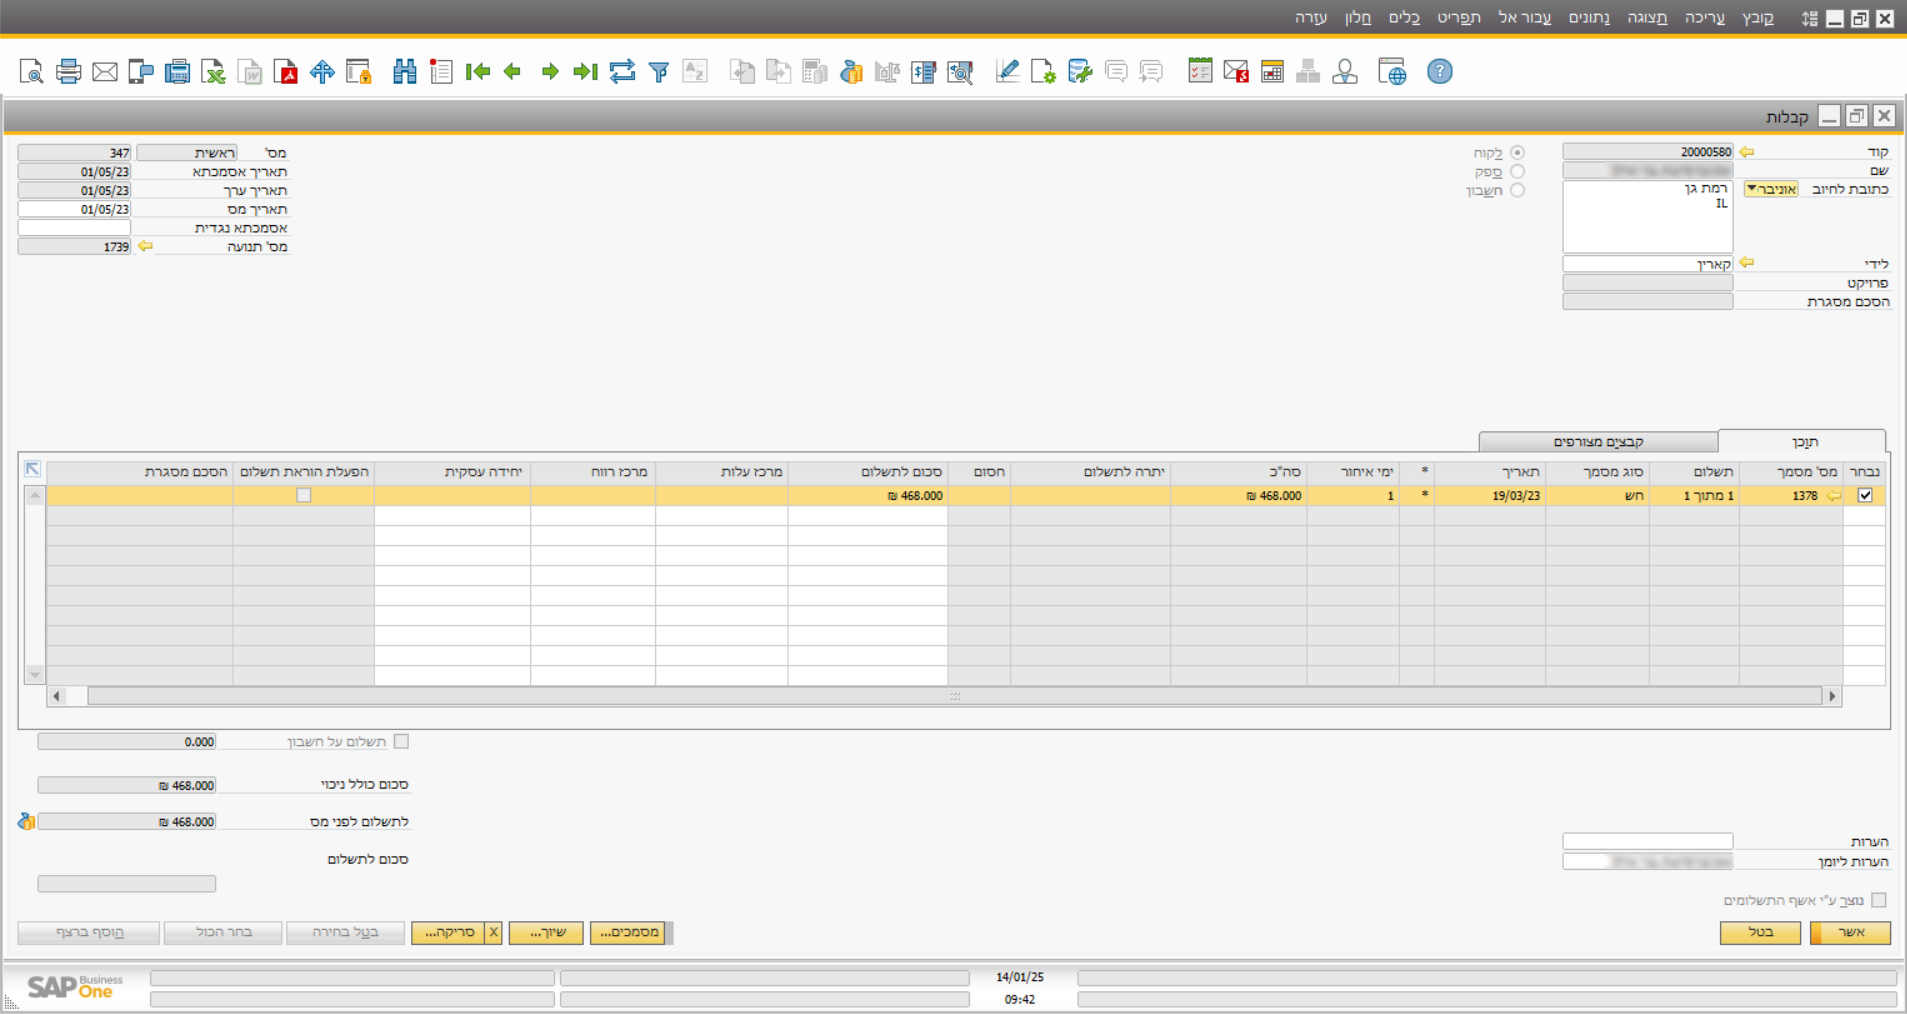 קובץ עריכה תצוגה נתונים עבור אל תפריט כלים חלון עזרה
קבלות
קוד 20000580
שם
כתובת לחיוב אוניבר
רמת גן
IL
לידי קארין
פרויקט
הסכם מסגרת
לקוח
ספק
חשבון
מס' ראשית 347
תאריך אסמכתא 01/05/23
תאריך ערך 01/05/23
תאריך מס 01/05/23
אסמכתא נגדית
מס' תנועה 1739
תוכן קבצים מצורפים
נבחר מס' מסמך תשלום סוג מסמך תאריך * ימי איחור סה"כ יתרה לתשלום חסום סכום לתשלום מרכז עלות מרכז רווח יחידה עסקית הפעלת הוראת תשלום הסכם מסגרת
1378 1 מתוך 1 חש 19/03/23 * 1 468.000 ₪ 468.000 ₪
תשלום על חשבון 0.000
סכום כולל ניכוי 468.000 ₪
לתשלום לפני מס 468.000 ₪
סכום לתשלום
הערות
הערות ליומן
נוצר ע"י אשף התשלומים
אשר בטל מסמכים... שיוך... X סריקה... בטל בחירה בחר הכול הוסף ברצף
SAP Business One
14/01/25
09:42